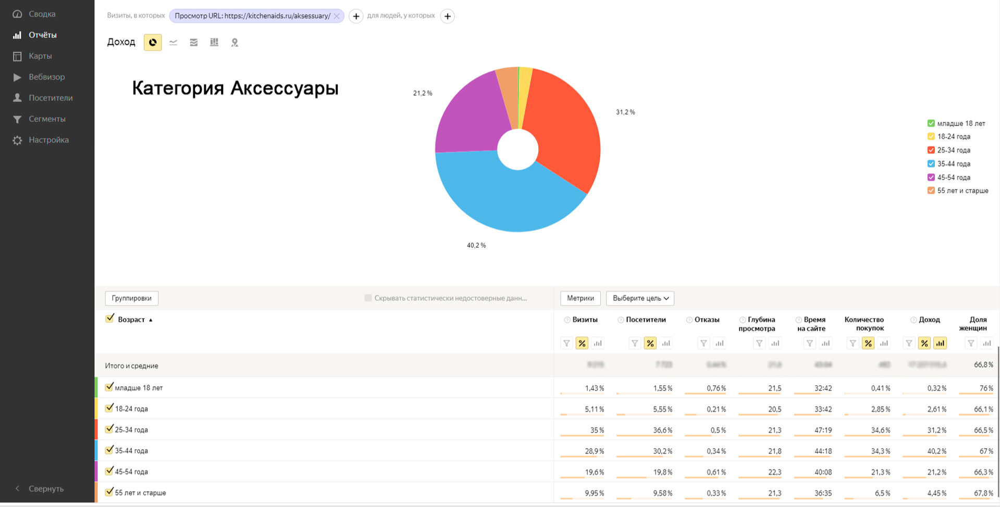 Сводка
Отчёты
Карты
Вебвизор
Посетители
Сегменты
Настройка
Свернуть
Визиты, в которых Просмотр URL: https://kitchenaids.ru/aksessuary/ для людей, у которых
Доход
Категория Аксессуары
21,2 %
31,2 %
40,2 %
младше 18 лет
18-24 года
25-34 года
35-44 года
45-54 года
55 лет и старше
Группировки Скрывать статистически недостоверные данн... Метрики Выберите цель
Возраст ▲ Визиты Посетители Отказы Глубина просмотра Время на сайте Количество покупок Доход Доля женщин
% % % %
Итого и средние 66,8 %
младше 18 лет 1,43 % 1,55 % 0,76 % 21,5 32:42 0,41 % 0,32 % 76 %
18-24 года 5,11 % 5,55 % 0,21 % 20,5 33:42 2,85 % 2,61 % 66,1 %
25-34 года 35 % 36,6 % 0,5 % 21,3 47:19 34,6 % 31,2 % 66,5 %
35-44 года 28,9 % 30,2 % 0,34 % 21,8 44:18 34,3 % 40,2 % 67 %
45-54 года 19,6 % 19,8 % 0,61 % 22,3 40:08 21,3 % 21,2 % 66,3 %
55 лет и старше 9,95 % 9,58 % 0,33 % 21,3 36:35 6,5 % 4,45 % 67,8 %